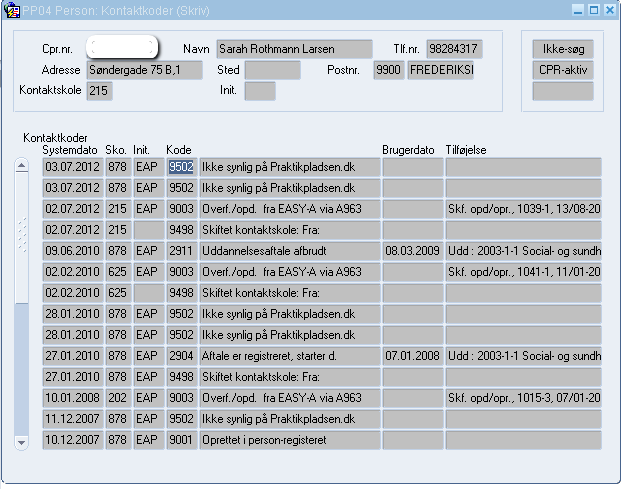 PP04 Person: Kontaktkoder (Skriv)
Cpr.nr. Navn Sarah Rothmann Larsen Tlf.nr. 98284317 Ikke-søg
Adresse Søndergade 75 B,1 Sted Postnr. 9900 FREDERIKSI CPR-aktiv
Kontaktskole 215 Init.
Kontaktkoder
Systemdato Sko. Init. Kode Brugerdato Tilføjelse
03.07.2012 878 EAP 9502 Ikke synlig på Praktikpladsen.dk
03.07.2012 878 EAP 9502 Ikke synlig på Praktikpladsen.dk
02.07.2012 215 EAP 9003 Overf./opd. fra EASY-A via A963 Skf. opd/opr., 1039-1, 13/08-20
02.07.2012 215 9498 Skiftet kontaktskole: Fra:
09.06.2010 878 EAP 2911 Uddannelsesaftale afbrudt 08.03.2009 Udd : 2003-1-1 Social- og sundh
02.02.2010 625 EAP 9003 Overf./opd. fra EASY-A via A963 Skf. opd/opr., 1041-1, 11/01-20
02.02.2010 625 9498 Skiftet kontaktskole: Fra:
28.01.2010 878 EAP 9502 Ikke synlig på Praktikpladsen.dk
28.01.2010 878 EAP 9502 Ikke synlig på Praktikpladsen.dk
27.01.2010 878 EAP 2904 Aftale er registreret, starter d. 07.01.2008 Udd : 2003-1-1 Social- og sundh
27.01.2010 878 EAP 9498 Skiftet kontaktskole: Fra:
10.01.2008 202 EAP 9003 Overf./opd. fra EASY-A via A963 Skf. opd/opr., 1015-3, 07/01-20
11.12.2007 878 EAP 9502 Ikke synlig på Praktikpladsen.dk
10.12.2007 878 EAP 9001 Oprettet i person-registeret